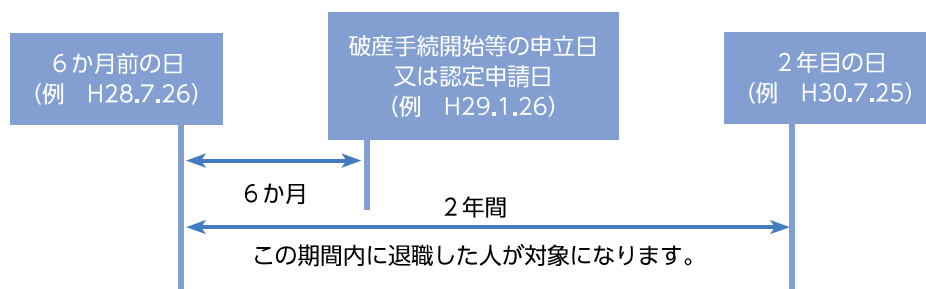 6か月前の日
(例　H28.7.26)
破産手続開始等の申立日
又は認定申請日
(例　H29.1.26)
2年目の日
(例　H30.7.25)
6か月
2年間
この期間内に退職した人が対象になります。